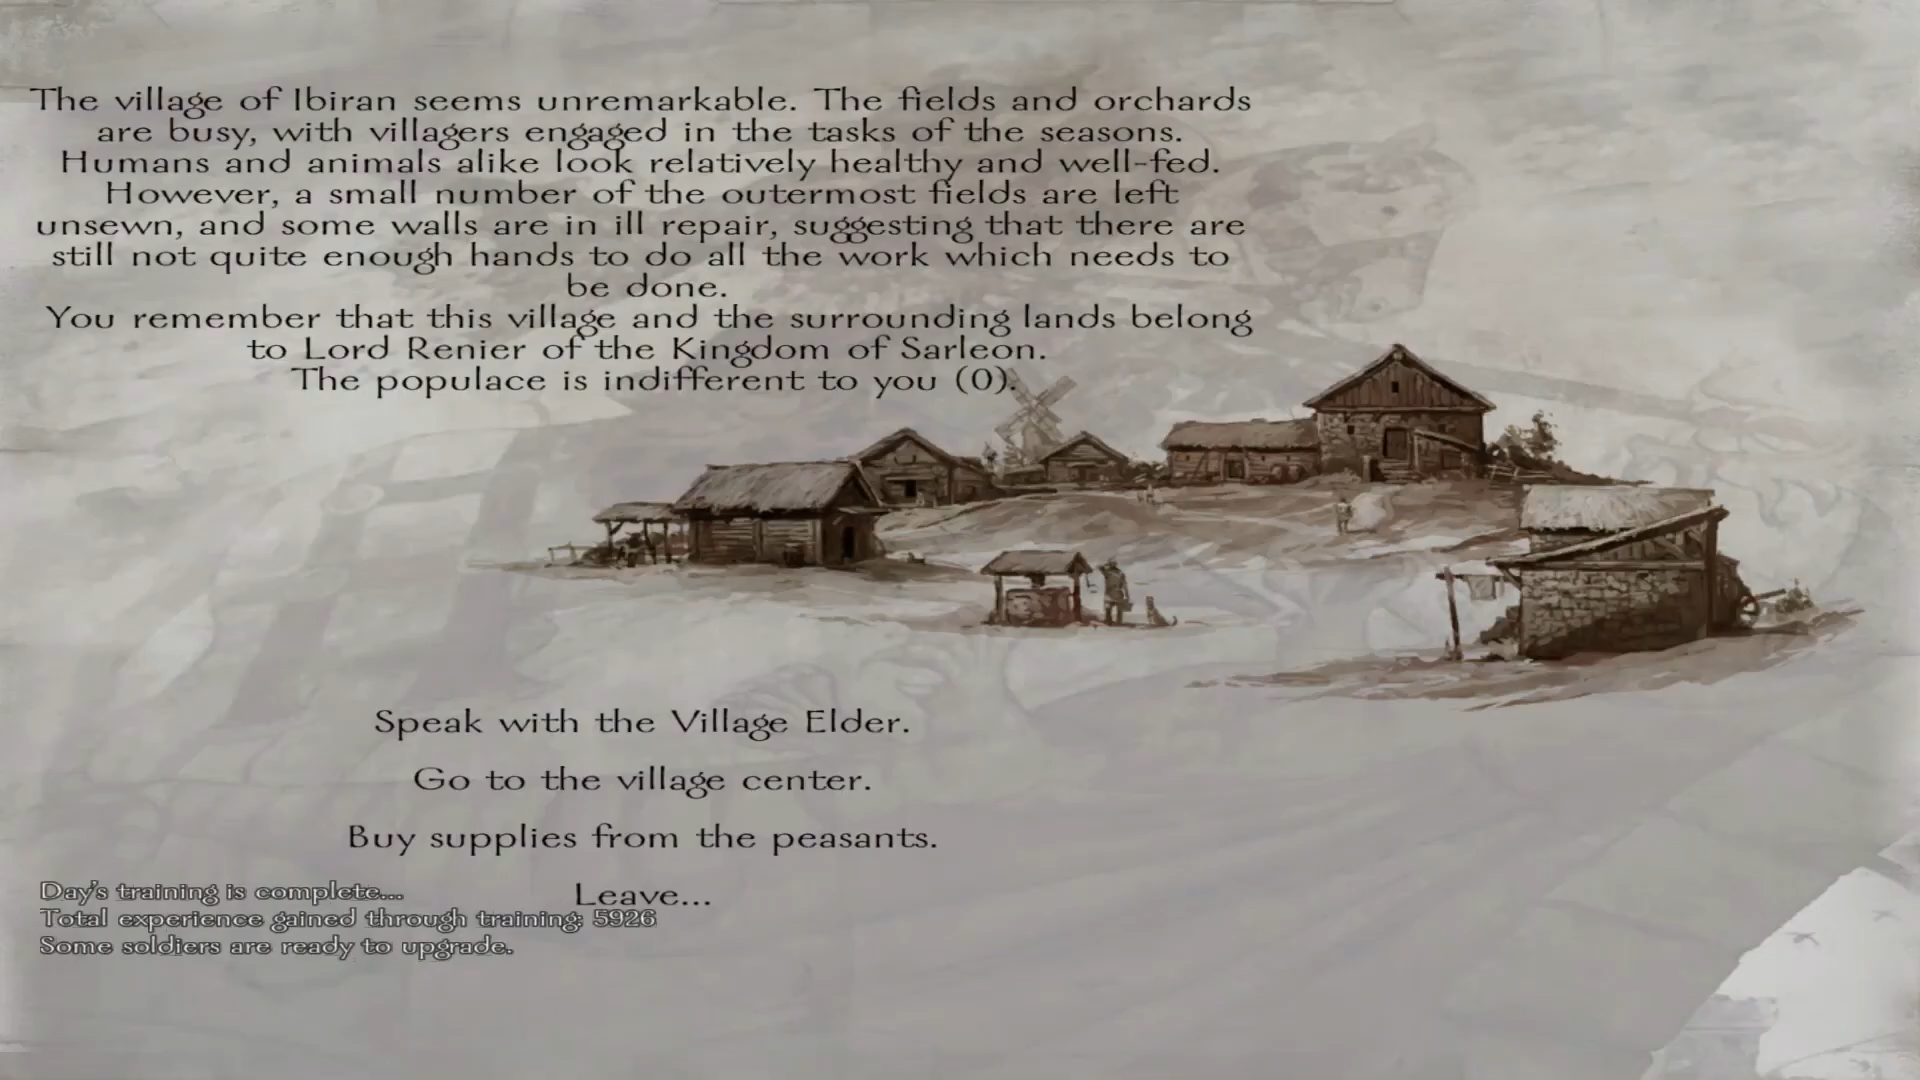 The village of Ibiran seems unremarkable. The fields and orchards
are busy, with villagers engaged in the tasks of the seasons.
Humans and animals alike look relatively healthy and well-fed.
However, a small number of the outermost fields are left
unsewn, and some walls are in ill repair, suggesting that there are
still not quite enough hands to do all the work which needs to
be done.
You remember that this village and the surrounding lands belong
to Lord Renier of the Kingdom of Sarleon.
The populace is indifferent to you (0).
Speak with the Village Elder.
Go to the village center.
Buy supplies from the peasants.
Leave...
Day's training is complete...
Total experience gained through training: 5926
Some soldiers are ready to upgrade.